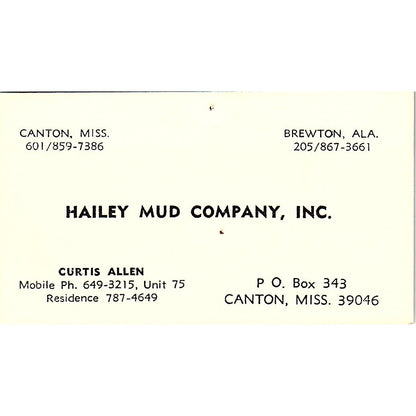 CANTON, MISS.
601/859-7386
BREWTON, ALA.
205/867-3661
HAILEY MUD COMPANY, INC.
CURTIS ALLEN
Mobile Ph. 649-3215, Unit 75
Residence 787-4649
P O. Box 343
CANTON, MISS. 39046